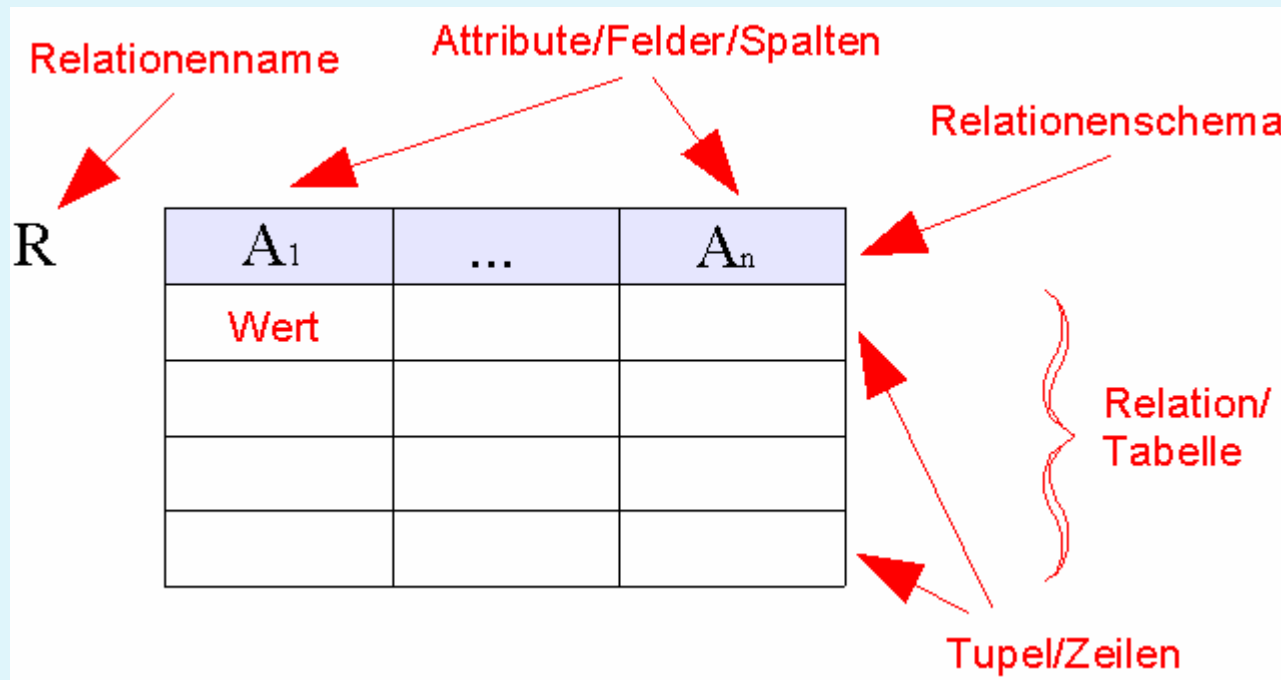 Relationenname
Attribute/Felder/Spalten
Relationenschema
R
A1 ... An
Wert
Relation/
Tabelle
Tupel/Zeilen